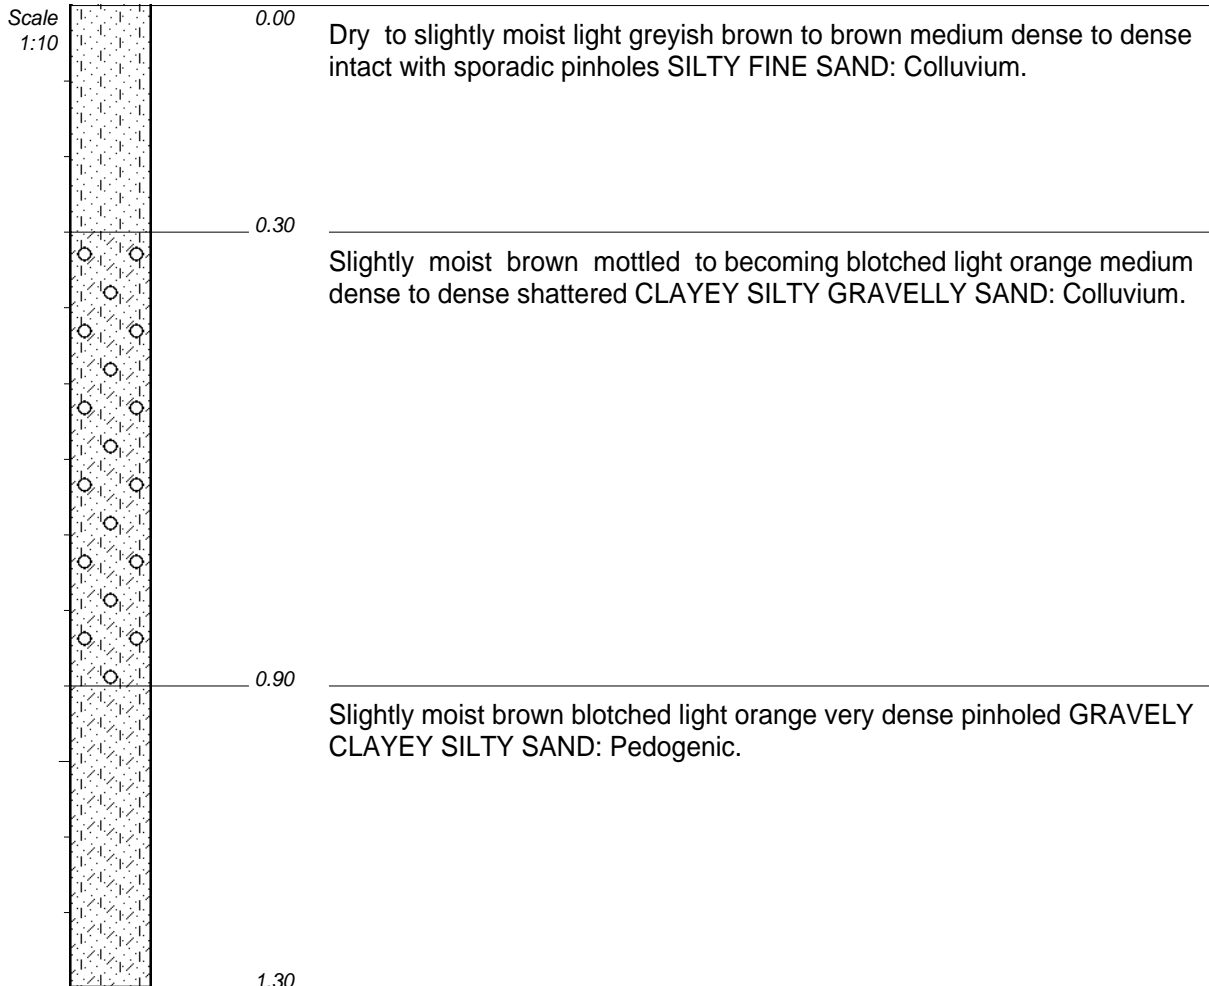 Scale
1:10
0.00
Dry to slightly moist light greyish brown to brown medium dense to dense
intact with sporadic pinholes SILTY FINE SAND: Colluvium.
0.30
Slightly moist brown mottled to becoming blotched light orange medium
dense to dense shattered CLAYEY SILTY GRAVELLY SAND: Colluvium.
0.90
Slightly moist brown blotched light orange very dense pinholed GRAVELY
CLAYEY SILTY SAND: Pedogenic.
1.30